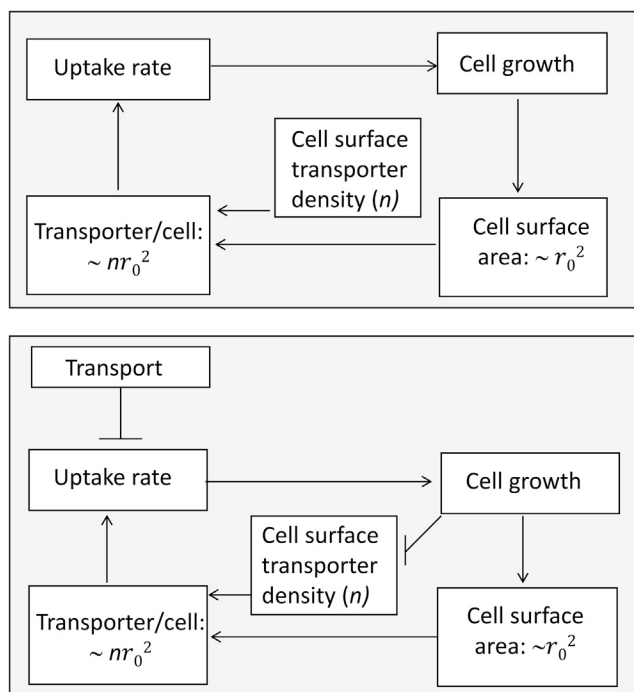 Uptake rate
Cell growth
Cell surface
transporter
density (n)
Transporter/cell:
~ nr₀²
Cell surface
area: ~ r₀²
Transport
Uptake rate
Cell growth
Cell surface
transporter
density (n)
Transporter/cell:
~ nr₀²
Cell surface
area: ~r₀²